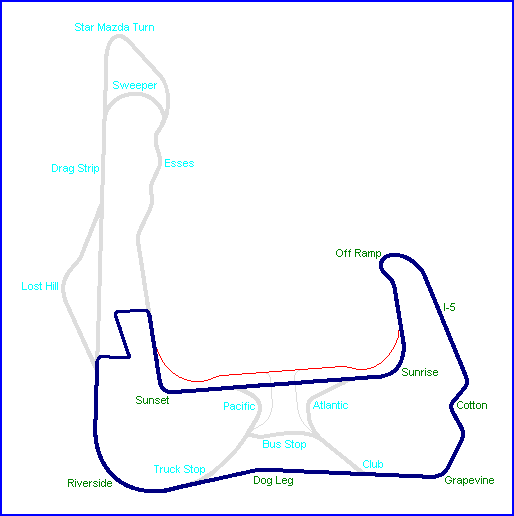 Star Mazda Turn
Sweeper
Drag Strip
Esses
Off Ramp
Lost Hill
I-5
Sunrise
Sunset
Pacific
Atlantic
Cotton
Bus Stop
Truck Stop
Club
Riverside
Dog Leg
Grapevine